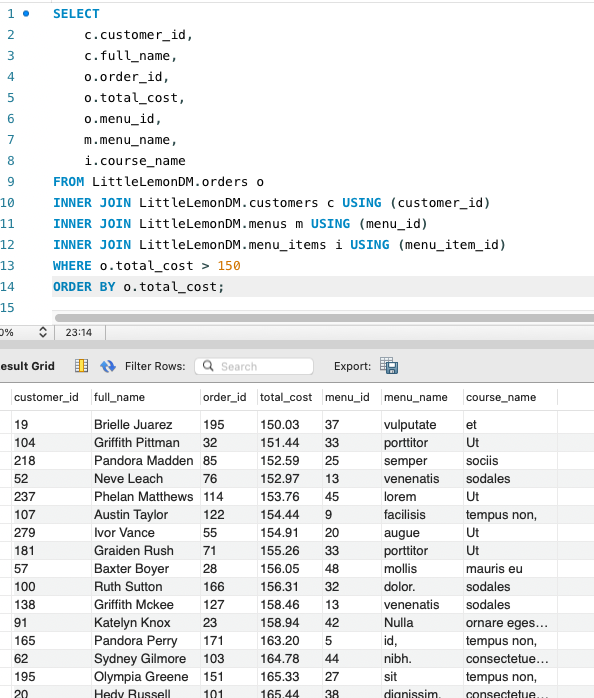 1 SELECT
2 c.customer_id,
3 c.full_name,
4 o.order_id,
5 o.total_cost,
6 o.menu_id,
7 m.menu_name,
8 i.course_name
9 FROM LittleLemonDM.orders o
10 INNER JOIN LittleLemonDM.customers c USING (customer_id)
11 INNER JOIN LittleLemonDM.menus m USING (menu_id)
12 INNER JOIN LittleLemonDM.menu_items i USING (menu_item_id)
13 WHERE o.total_cost > 150
14 ORDER BY o.total_cost;
15
0% 23:14
esult Grid Filter Rows: Search Export:
customer_id full_name order_id total_cost menu_id menu_name course_name
19 Brielle Juarez 195 150.03 37 vulputate et
104 Griffith Pittman 32 151.44 33 porttitor Ut
218 Pandora Madden 85 152.59 25 semper sociis
52 Neve Leach 76 152.97 13 venenatis sodales
237 Phelan Matthews 114 153.76 45 lorem Ut
107 Austin Taylor 122 154.44 9 facilisis tempus non,
279 Ivor Vance 55 154.91 20 augue Ut
181 Graiden Rush 71 155.26 33 porttitor Ut
57 Baxter Boyer 28 156.05 48 mollis mauris eu
100 Ruth Sutton 166 156.31 32 dolor. sodales
138 Griffith Mckee 127 158.46 13 venenatis sodales
91 Katelyn Knox 23 158.94 42 Nulla ornare eges...
165 Pandora Perry 171 163.20 5 id, tempus non,
62 Sydney Gilmore 103 164.78 44 nibh. consectetue...
195 Olympia Greene 151 165.33 27 sit tempus non,
20 Hedy Russell 101 165.44 38 dignissim. consectetue...